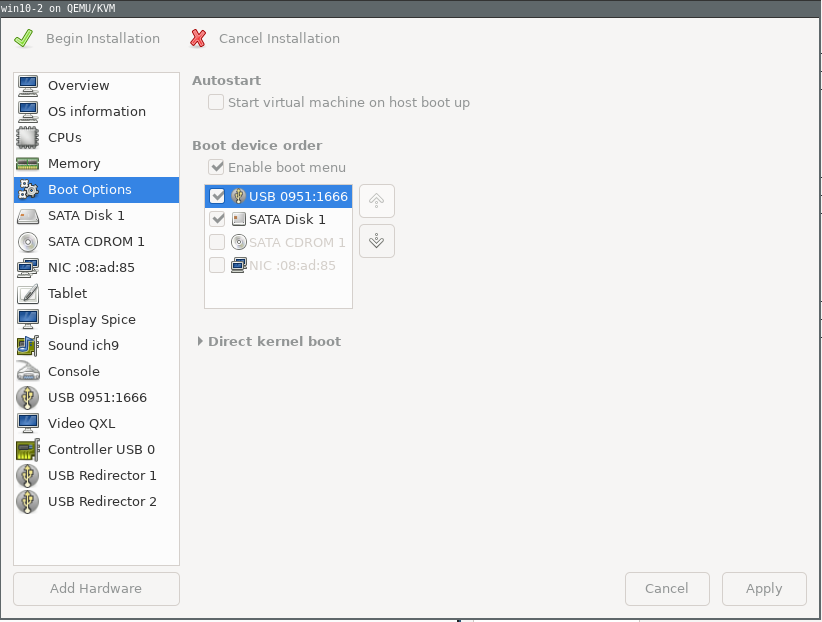 win10-2 on QEMU/KVM
Begin Installation
Cancel Installation
Overview
OS information
CPUs
Memory
Boot Options
SATA Disk 1
SATA CDROM 1
NIC :08:ad:85
Tablet
Display Spice
Sound ich9
Console
USB 0951:1666
Video QXL
Controller USB 0
USB Redirector 1
USB Redirector 2
Add Hardware
Autostart
Start virtual machine on host boot up
Boot device order
Enable boot menu
USB 0951:1666
SATA Disk 1
SATA CDROM 1
NIC :08:ad:85
Direct kernel boot
Cancel
Apply